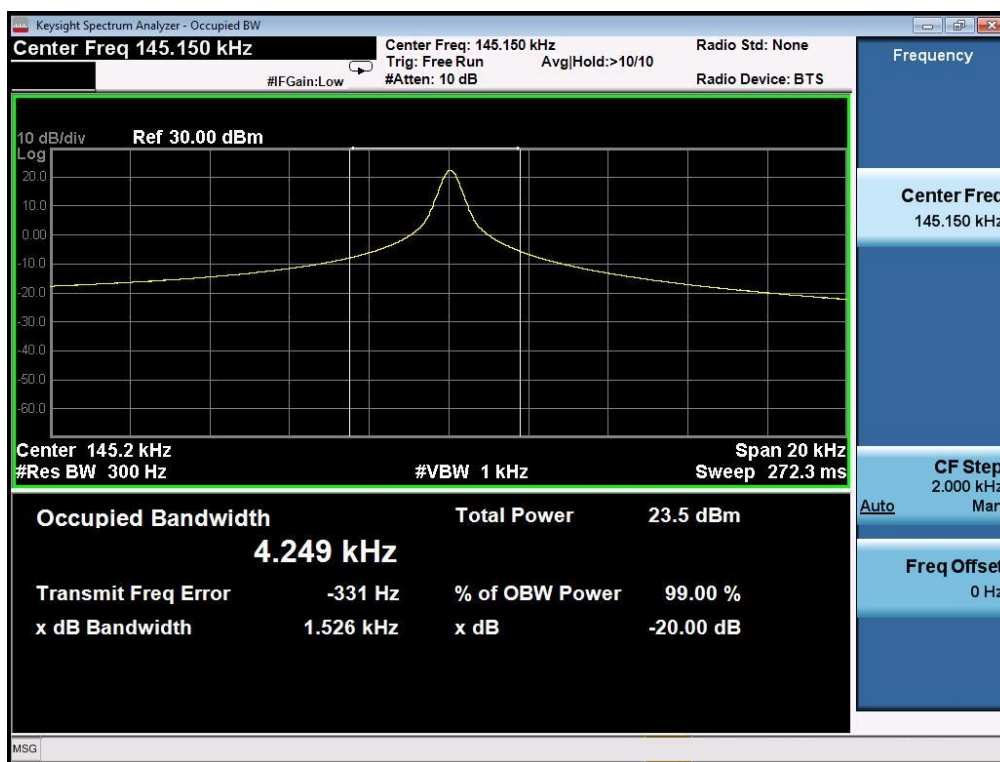 Keysight Spectrum Analyzer - Occupied BW
Center Freq 145.150 kHz
#IFGain:Low
Center Freq: 145.150 kHz
Trig: Free Run Avg|Hold:>10/10
#Atten: 10 dB
Radio Std: None
Radio Device: BTS
Frequency
10 dB/div Ref 30.00 dBm
Log
20.0
10.0
0.00
-10.0
-20.0
-30.0
-40.0
-50.0
-60.0
Center 145.2 kHz Span 20 kHz
#Res BW 300 Hz #VBW 1 kHz Sweep 272.3 ms
Center Freq
145.150 kHz
CF Step
2.000 kHz
Auto Man
Freq Offset
0 Hz
Occupied Bandwidth Total Power 23.5 dBm
4.249 kHz
Transmit Freq Error -331 Hz % of OBW Power 99.00 %
x dB Bandwidth 1.526 kHz x dB -20.00 dB
MSG